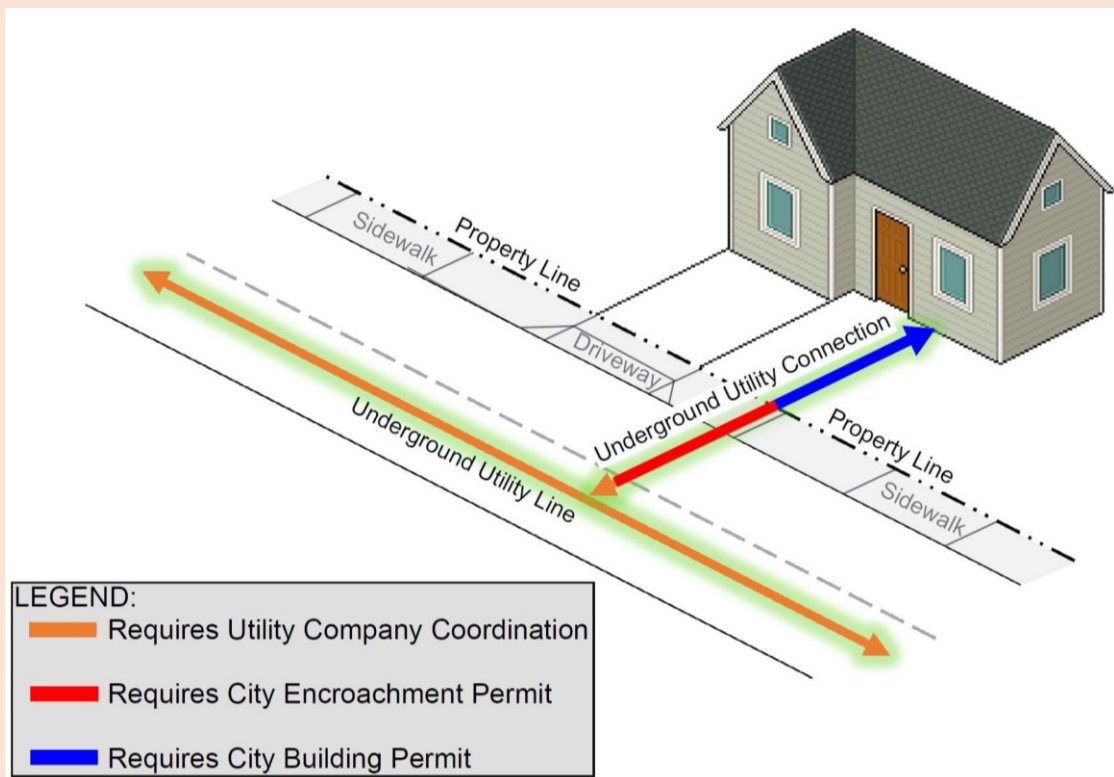 Sidewalk
Property Line
Driveway
Underground Utility Connection
Underground Utility Line
Property Line
Sidewalk
LEGEND:
Requires Utility Company Coordination
Requires City Encroachment Permit
Requires City Building Permit